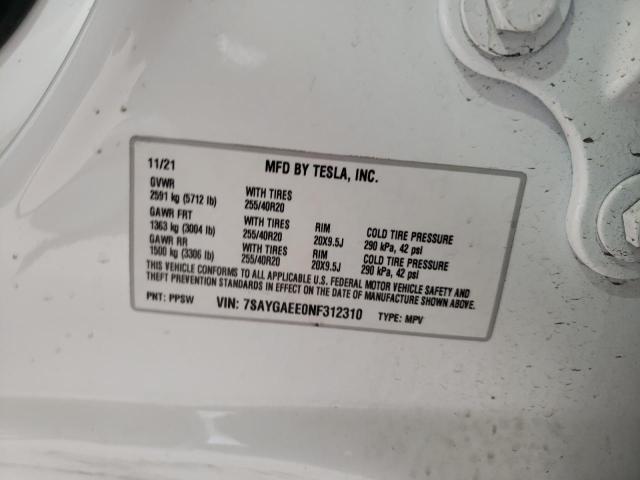 11/21 MFD BY TESLA, INC.
GVWR
2591 kg (5712 lb) WITH TIRES 255/40R20
GAWR FRT
1363 kg (3004 lb) WITH TIRES 255/40R20 RIM 20X9.5J COLD TIRE PRESSURE 290 kPa, 42 psi
GAWR RR
1500 kg (3306 lb) WITH TIRES 255/40R20 RIM 20X9.5J COLD TIRE PRESSURE 290 kPa, 42 psi
THIS VEHICLE CONFORMS TO ALL APPLICABLE U.S. FEDERAL MOTOR VEHICLE SAFETY AND
THEFT PREVENTION STANDARDS IN EFFECT ON THE DATE OF MANUFACTURE SHOWN ABOVE.
PNT: PPSW VIN: 7SAYGAEE0NF312310 TYPE: MPV